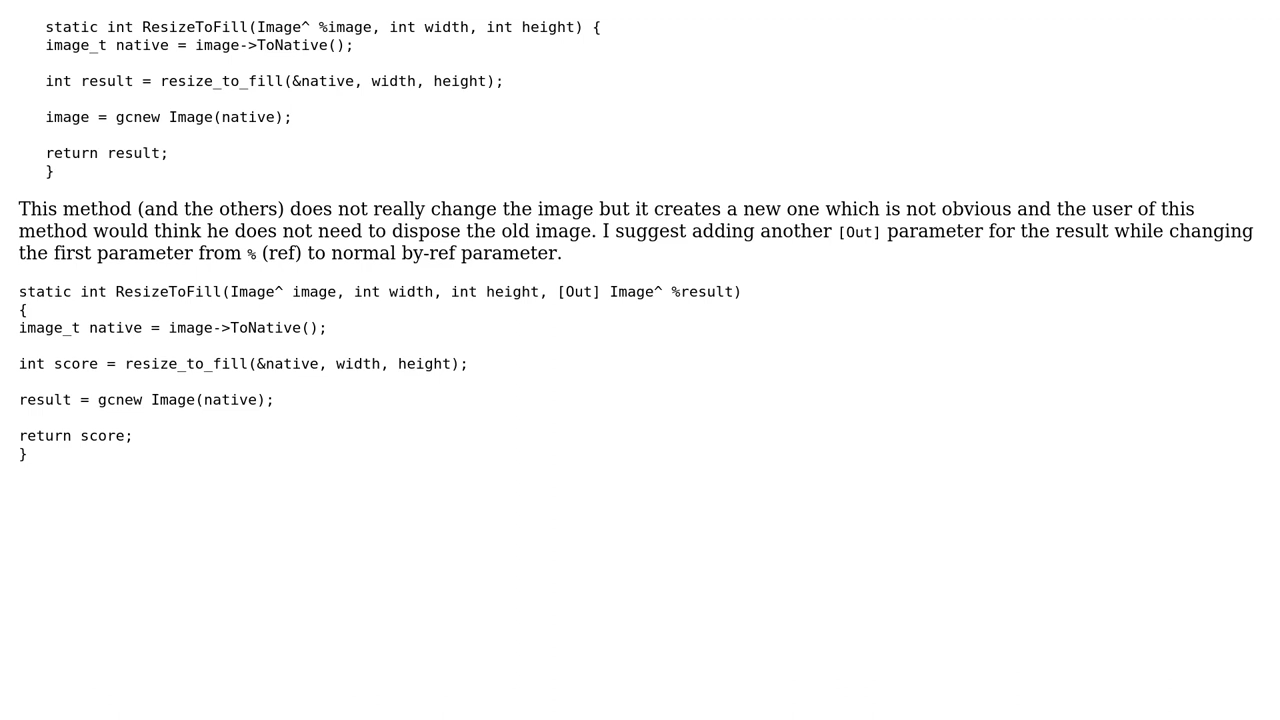 static int ResizeToFill(Image^ %image, int width, int height) {
image_t native = image->ToNative();
int result = resize_to_fill(&native, width, height);
image = gcnew Image(native);
return result;
}
This method (and the others) does not really change the image but it creates a new one which is not obvious and the user of this
method would think he does not need to dispose the old image. I suggest adding another [Out] parameter for the result while changing
the first parameter from % (ref) to normal by-ref parameter.
static int ResizeToFill(Image^ image, int width, int height, [Out] Image^ %result)
{
image_t native = image->ToNative();
int score = resize_to_fill(&native, width, height);
result = gcnew Image(native);
return score;
}